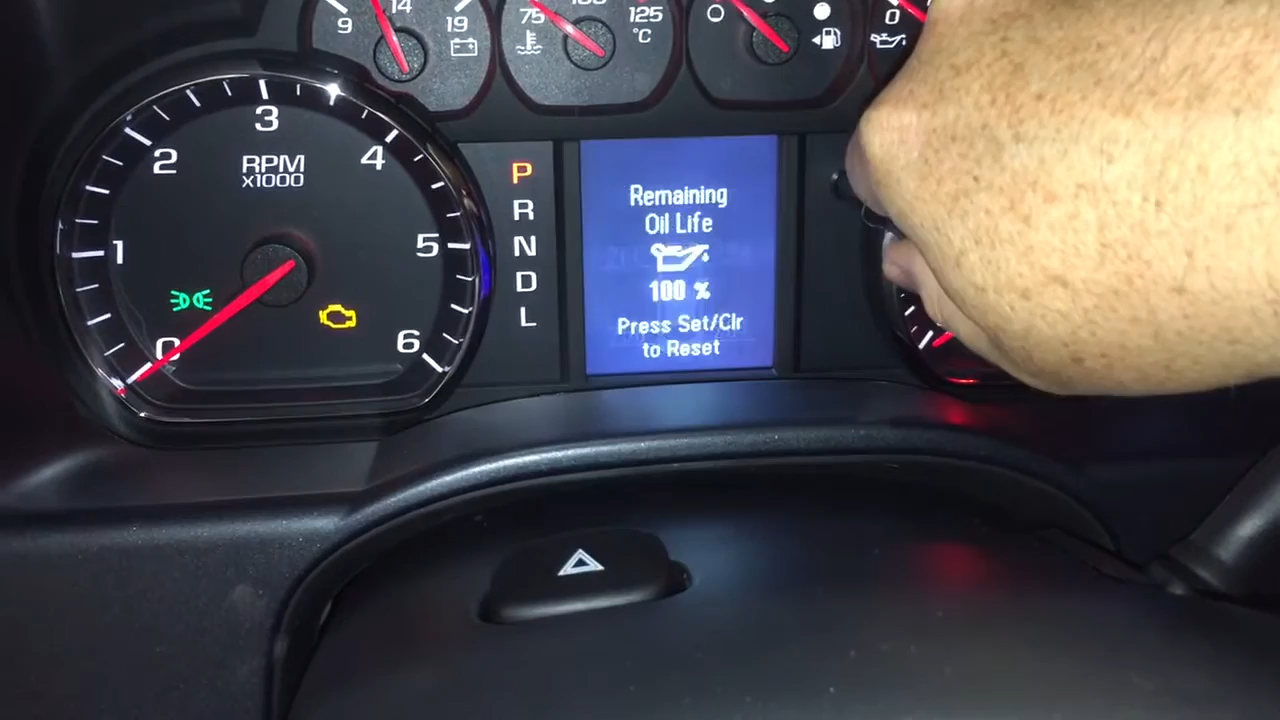 9 14 19
75 125
°C
0
3
2
4
RPM
x1000
1
5
0
6
P
R
N
D
L
Remaining
Oil Life
100 %
Press Set/Clr
to Reset